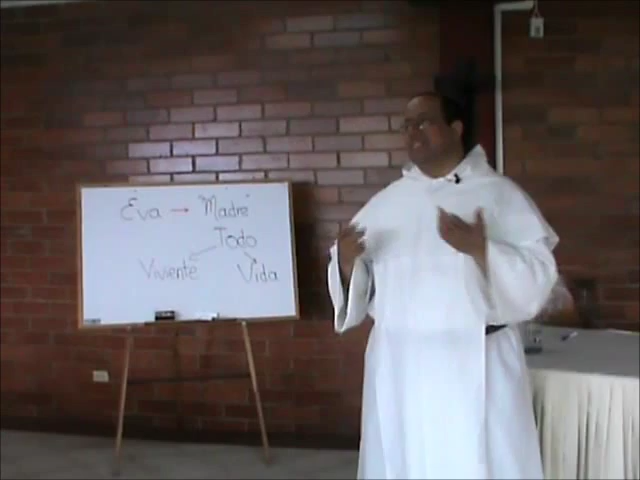 Eva → "Madre"
Todo
Viviente Vida